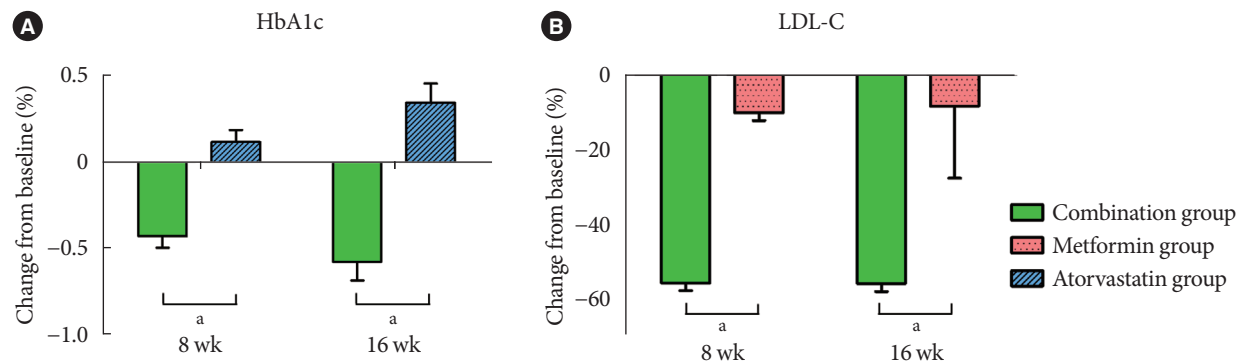 A
HbA1c
Change from baseline (%)
0.5
0
−0.5
−1.0
a
a
8 wk
16 wk
B
LDL-C
Change from baseline (%)
0
−20
−40
−60
a
a
8 wk
16 wk
Combination group
Metformin group
Atorvastatin group